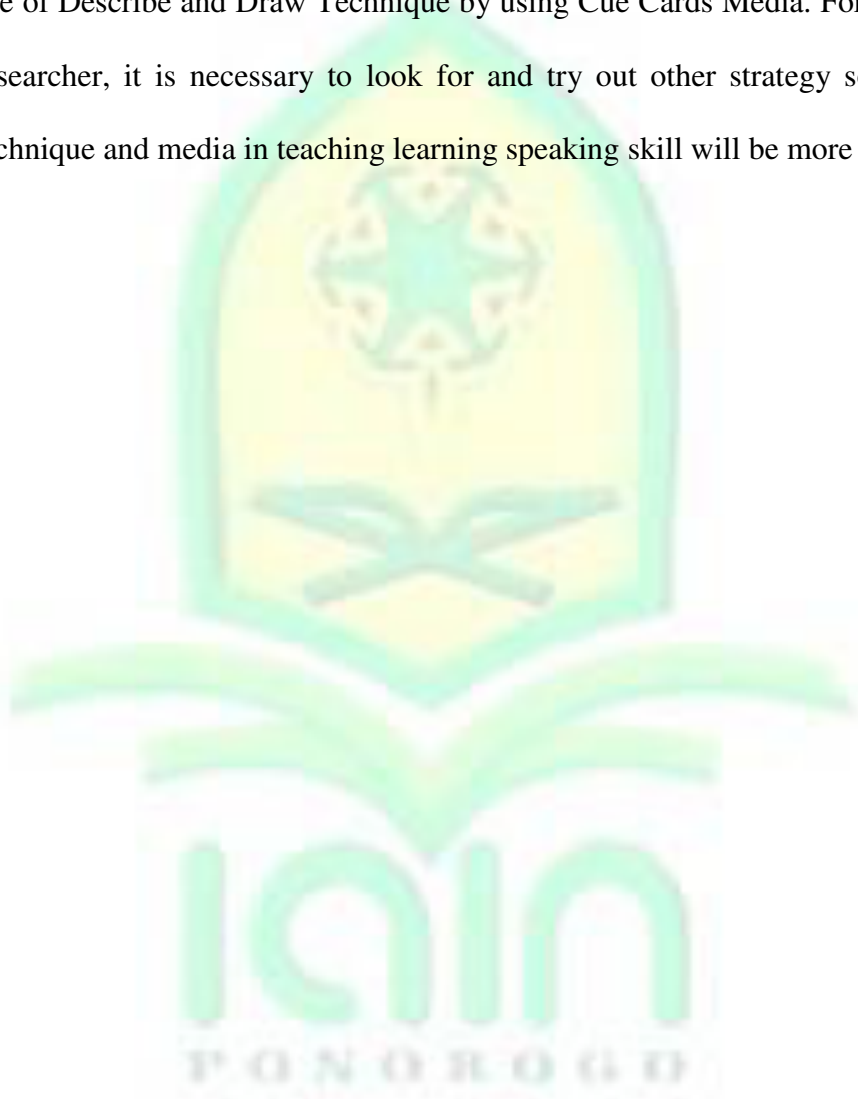 e of Describe and Draw Technique by using Cue Cards Media. For
searcher, it is necessary to look for and try out other strategy s
chnique and media in teaching learning speaking skill will be more
iain
PONOROGO